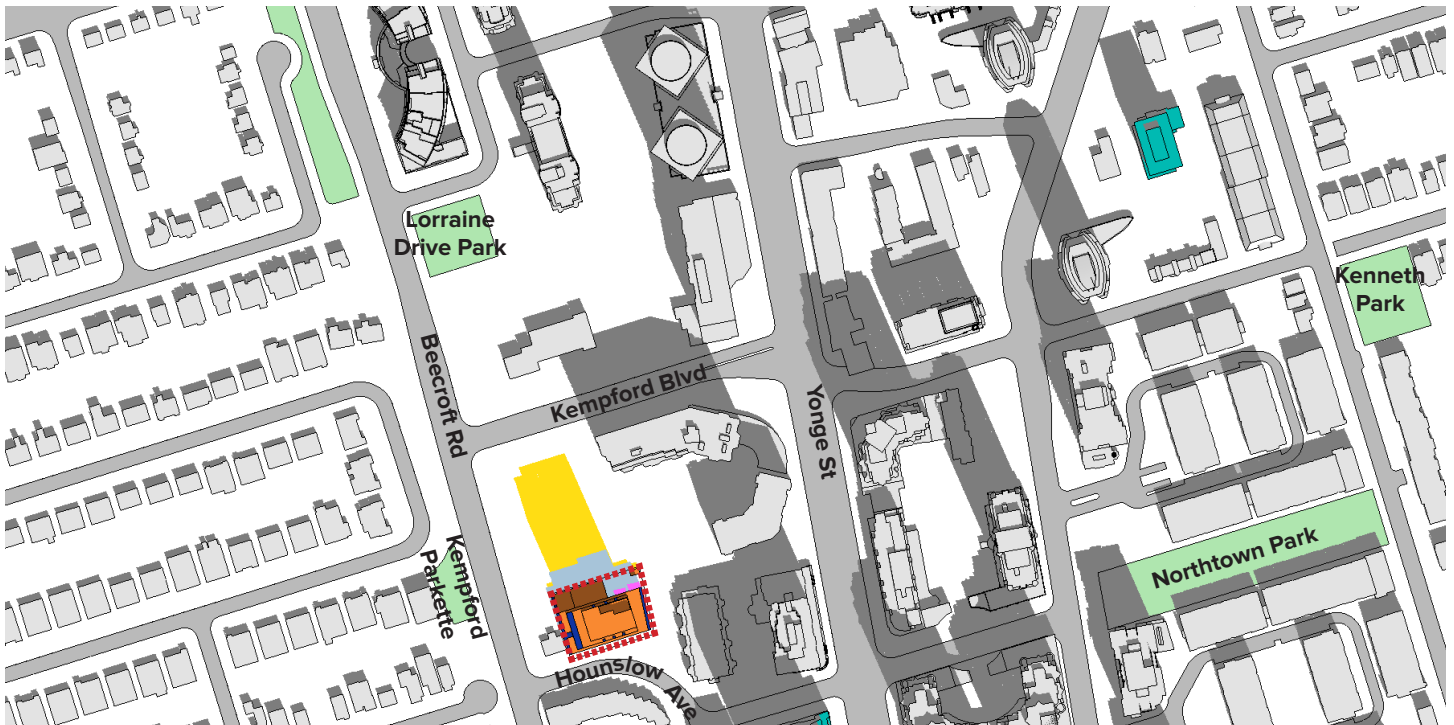 Lorraine
Drive Park
Kenneth
Park
Beecroft Rd
Kempford Blvd
Yonge St
Kempford
Parkette
Northtown Park
Hounslow Ave